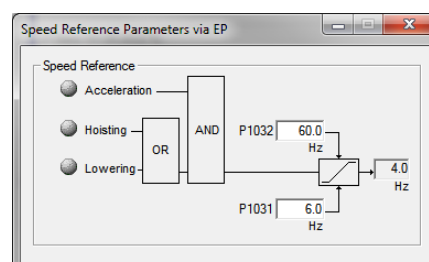 Speed Reference Parameters via EP
Speed Reference
Acceleration
Hoisting
Lowering
OR
AND
P1032 60.0
Hz
4.0
Hz
P1031 6.0
Hz